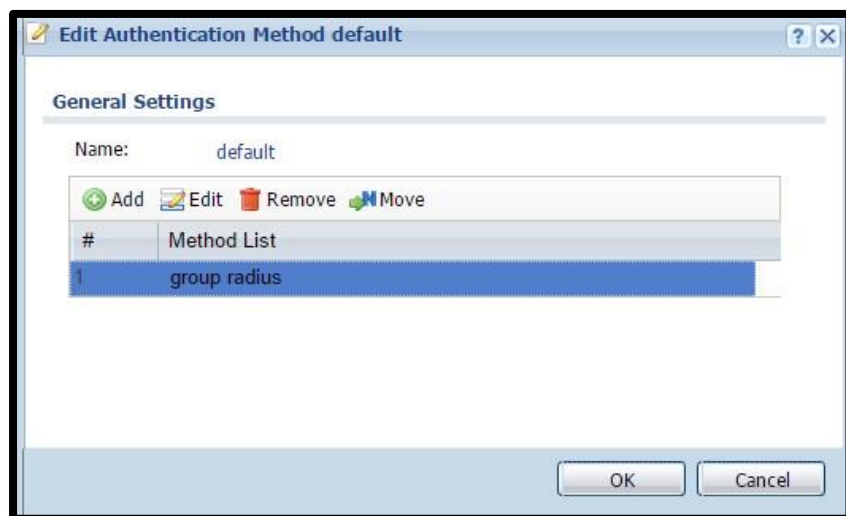 Edit Authentication Method default
General Settings
Name: default
Add Edit Remove Move
# Method List
1 group radius
OK Cancel